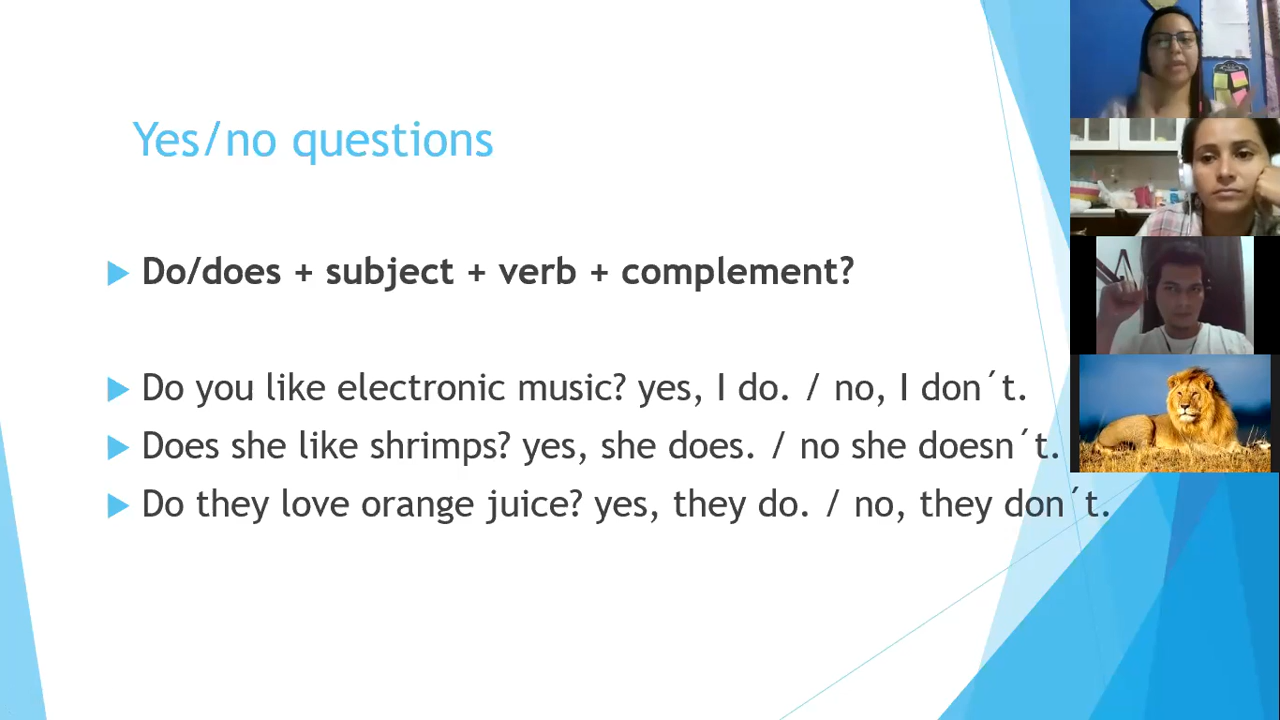 Yes/no questions
Do/does + subject + verb + complement?
Do you like electronic music? yes, I do. / no, I don´t.
Does she like shrimps? yes, she does. / no she doesn´t.
Do they love orange juice? yes, they do. / no, they don´t.